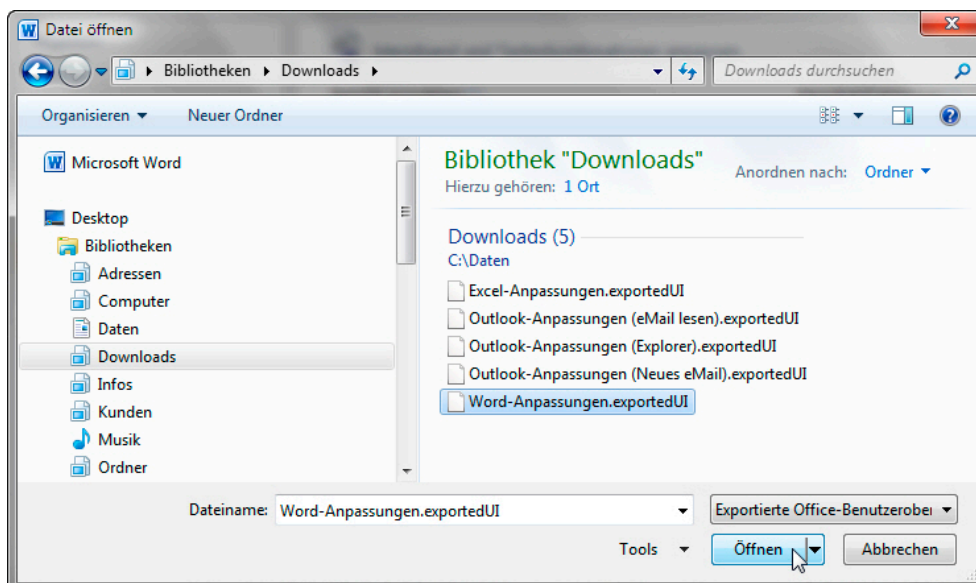 Datei öffnen
Bibliotheken Downloads
Downloads durchsuchen
Organisieren Neuer Ordner
Microsoft Word
Desktop
Bibliotheken
Adressen
Computer
Daten
Downloads
Infos
Kunden
Musik
Ordner
Bibliothek "Downloads"
Hierzu gehören: 1 Ort
Anordnen nach: Ordner
Downloads (5)
C:\Daten
Excel-Anpassungen.exportedUI
Outlook-Anpassungen (eMail lesen).exportedUI
Outlook-Anpassungen (Explorer).exportedUI
Outlook-Anpassungen (Neues eMail).exportedUI
Word-Anpassungen.exportedUI
Dateiname: Word-Anpassungen.exportedUI
Exportierte Office-Benutzerober
Tools Öffnen Abbrechen